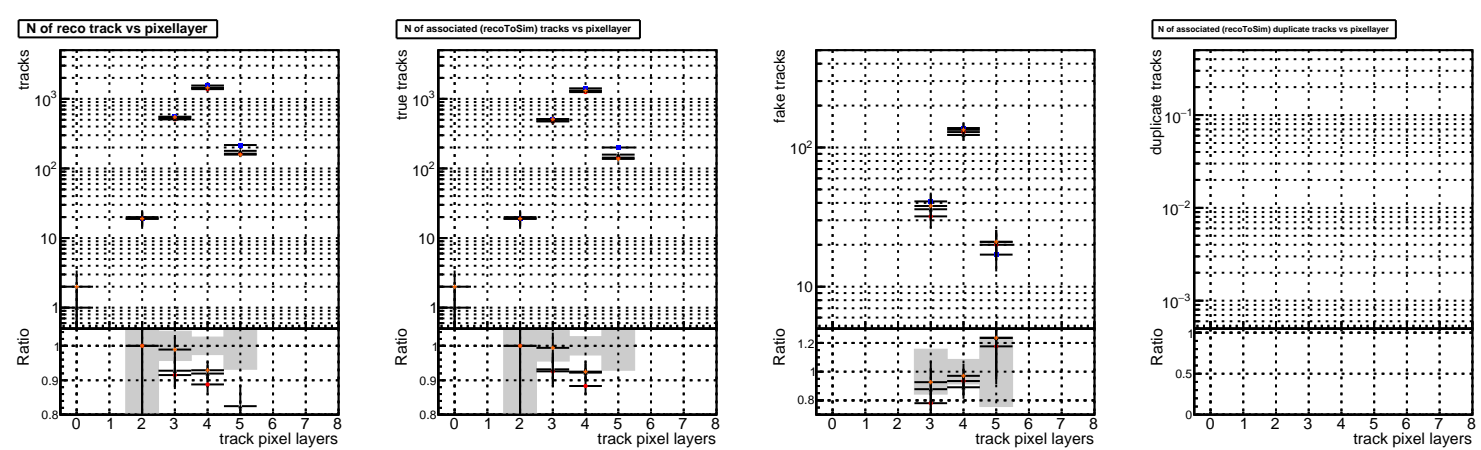 N of reco track vs pixellayer
tracks
10³
10²
10
1
Ratio
1
0.9
0.8
0 1 2 3 4 5 6 7 8
track pixel layers
N of associated (recoToSim) tracks vs pixellayer
true tracks
10³
10²
10
1
Ratio
1
0.9
0.8
0 1 2 3 4 5 6 7 8
track pixel layers
fake tracks
10²
10
Ratio
1.2
1
0.8
0 1 2 3 4 5 6 7 8
track pixel layers
N of associated (recoToSim) duplicate tracks vs pixellayer
duplicate tracks
10⁻¹
10⁻²
10⁻³
Ratio
1
0.5
0
0 1 2 3 4 5 6 7 8
track pixel layers